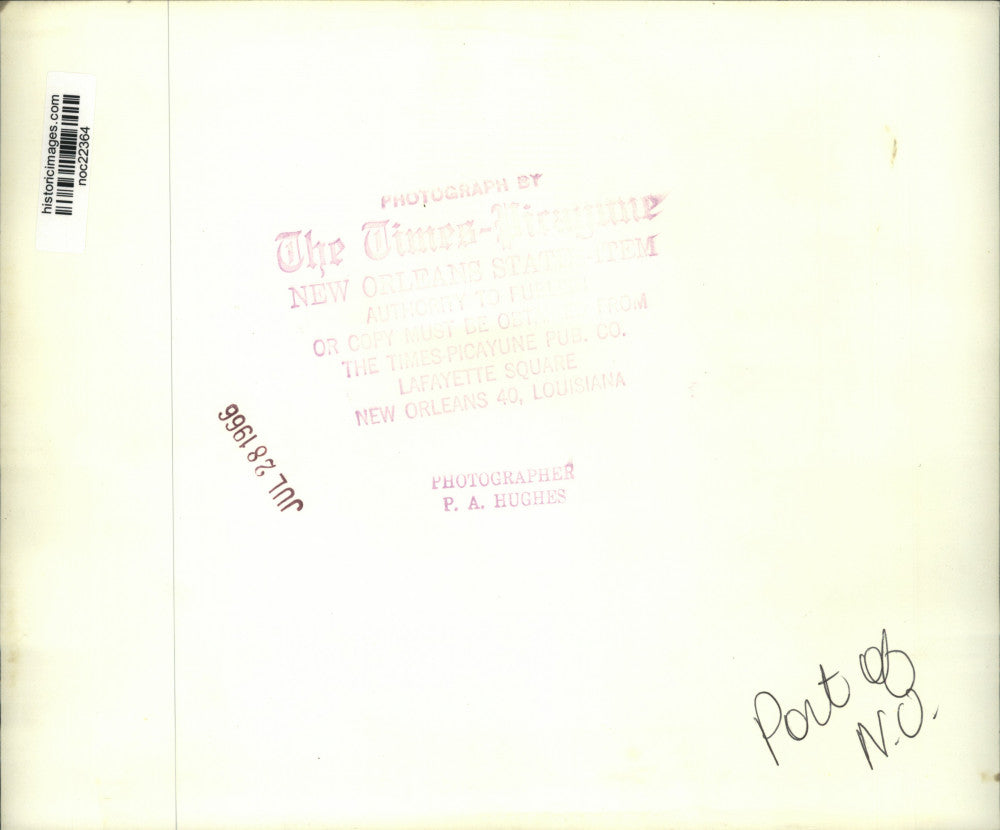 historicimages.com
noc22364
PHOTOGRAPH BY
The Times-Picayune
NEW ORLEANS STATES-ITEM
AUTHORITY TO PUBLISH
OR COPY MUST BE OBTAINED FROM
THE TIMES-PICAYUNE PUB. CO.
LAFAYETTE SQUARE
NEW ORLEANS 40, LOUISIANA
JUL 28 1966
PHOTOGRAPHER
P. A. HUGHES
Port of
N.O.